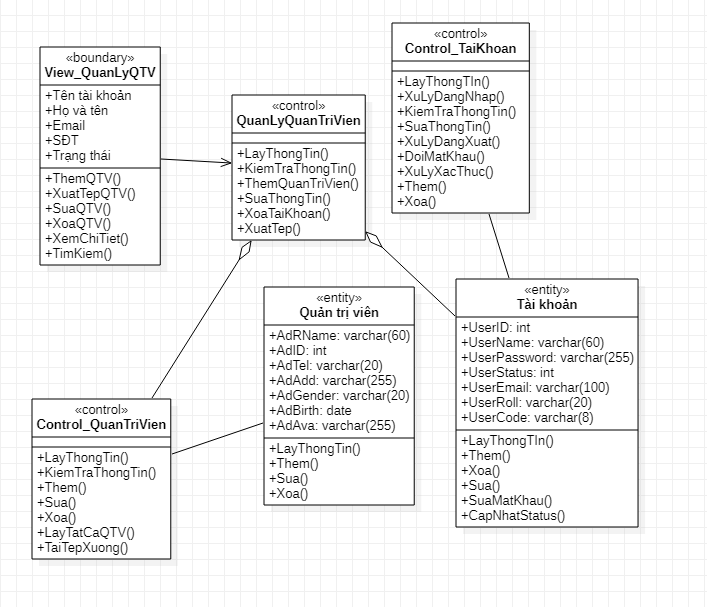 «boundary»
View_QuanLyQTV
+Tên tài khoản
+Họ và tên
+Email
+SĐT
+Trạng thái
+ThemQTV()
+XuatTepQTV()
+SuaQTV()
+XoaQTV()
+XemChiTiet()
+TimKiem()
«control»
QuanLyQuanTriVien
+LayThongTin()
+KiemTraThongTin()
+ThemQuanTriVien()
+SuaThongTin()
+XoaTaiKhoan()
+XuatTep()
«control»
Control_TaiKhoan
+LayThongTIn()
+XuLyDangNhap()
+KiemTraThongTin()
+SuaThongTin()
+XuLyDangXuat()
+DoiMatKhau()
+XuLyXacThuc()
+Them()
+Xoa()
«control»
Control_QuanTriVien
+LayThongTin()
+KiemTraThongTin()
+Them()
+Sua()
+Xoa()
+LayTatCaQTV()
+TaiTepXuong()
«entity»
Quản trị viên
+AdRName: varchar(60)
+AdID: int
+AdTel: varchar(20)
+AdAdd: varchar(255)
+AdGender: varchar(20)
+AdBirth: date
+AdAva: varchar(255)
+LayThongTin()
+Them()
+Sua()
+Xoa()
«entity»
Tài khoản
+UserID: int
+UserName: varchar(60)
+UserPassword: varchar(255)
+UserStatus: int
+UserEmail: varchar(100)
+UserRoll: varchar(20)
+UserCode: varchar(8)
+LayThongTIn()
+Them()
+Xoa()
+Sua()
+SuaMatKhau()
+CapNhatStatus()